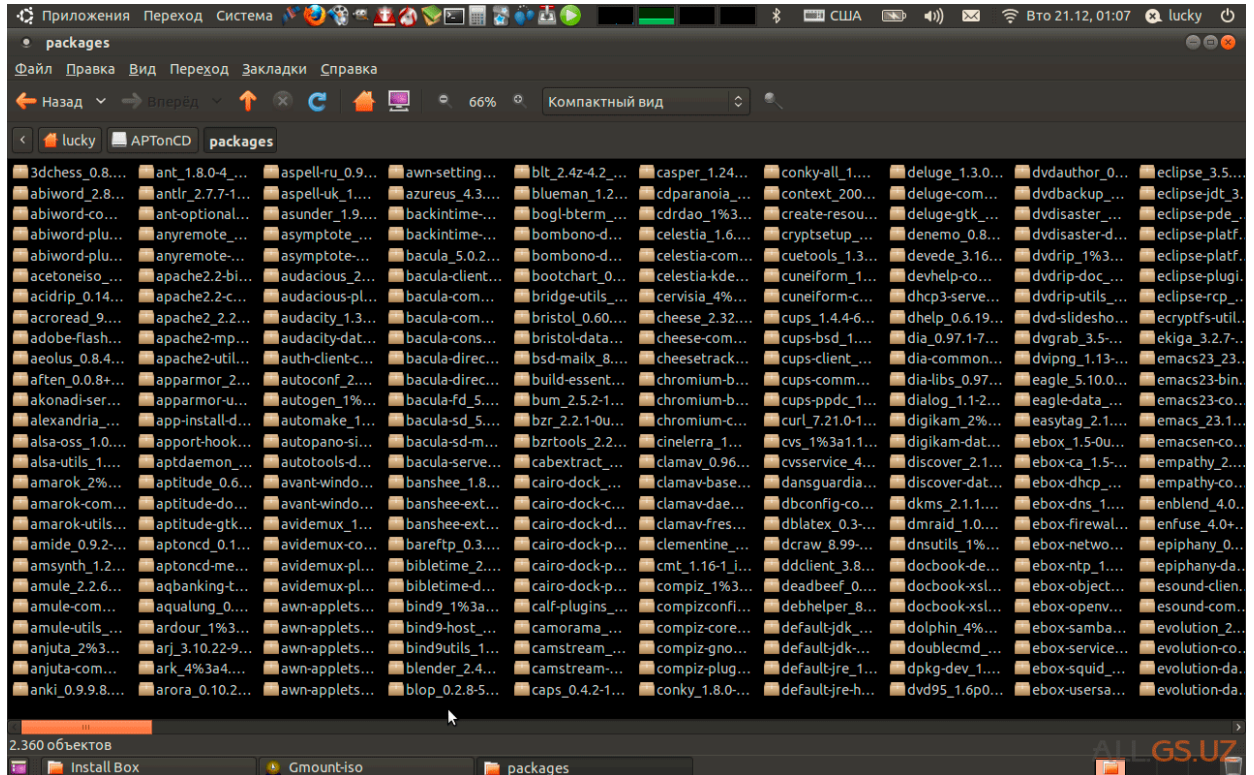 Приложения Переход Система США Вто 21.12, 01:07 lucky
packages
Файл Правка Вид Переход Закладки Справка
Назад Вперёд 66% Компактный вид
lucky APTonCD packages
3dchess_0.8.... ant_1.8.0-4_... aspell-ru_0.9... awn-setting... blt_2.4z-4.2_... casper_1.24... conky-all_1.... deluge_1.3.0... dvdauthor_0... eclipse_3.5....
abiword_2.8... antlr_2.7.7-1... aspell-uk_1.... azureus_4.3.... blueman_1.2... cdparanoia_... context_200... deluge-com... dvdbackup_... eclipse-jdt_3.
abiword-co... ant-optional... asunder_1.9.... backintime-... bogl-bterm_... cdrdao_1%3... create-resou... deluge-gtk_... dvdisaster_... eclipse-pde_...
abiword-plu... anyremote_... asymptote_... backintime-... bombono-d... celestia_1.6.... cryptsetup_... denemo_0.8... dvdisaster-d... eclipse-platf...
abiword-plu... anyremote-... asymptote-... bacula_5.0.2... bombono-d... celestia-com... cuetools_1.3... devede_3.16... dvdrip_1%3... eclipse-platf...
acetoneiso_... apache2.2-bi... audacious_2... bacula-client... bootchart_0... celestia-kde... cuneiform_1... devhelp-co... dvdrip-doc_... eclipse-plugi...
acidrip_0.14... apache2.2-c... audacious-pl... bacula-com... bridge-utils_... cervisia_4%... cuneiform-c... dhcp3-serve... dvdrip-utils_... eclipse-rcp_...
acroread_9.... apache2_2.2... audacity_1.3... bacula-com... bristol_0.60.... cheese_2.32.... cups_1.4.4-6... dhelp_0.6.19... dvd-slidesho... ecryptfs-util...
adobe-flash... apache2-mp... audacity-dat... bacula-cons... bristol-data... cheese-com... cups-bsd_1.... dia_0.97.1-7... dvgrab_3.5-... ekiga_3.2.7-...
aeolus_0.8.4... apache2-util... auth-client-c... bacula-direc... bsd-mailx_8.... cheesetrack... cups-client_... dia-common... dvipng_1.13-... emacs23_23...
aften_0.0.8+... apparmor_2... autoconf_2.... bacula-direc... build-essent... chromium-b... cups-comm... dia-libs_0.97... eagle_5.10.0... emacs23-bin...
akonadi-ser... apparmor-u... autogen_1%... bacula-fd_5.... bum_2.5.2-1... chromium-b... cups-ppdc_1... dialog_1.1-2... eagle-data_... emacs23-co...
alexandria_... app-install-d... automake_1... bacula-sd_5.... bzr_2.2.1-0u... chromium-c... curl_7.21.0-1... digikam_2%... easytag_2.1.... emacs_23.1...
alsa-oss_1.0.... apport-hook... autopano-si... bacula-sd-m... bzrtools_2.2... cinelerra_1... cvs_1%3a1.1... digikam-dat... ebox_1.5-0u... emacsen-co...
alsa-utils_1.... aptdaemon_... autotools-d... bacula-serve... cabextract_... clamav_0.96... cvsservice_4... discover_2.1... ebox-ca_1.5-... empathy_2....
amarok_2%... aptitude_0.6... avant-windo... banshee_1.8... cairo-dock_... clamav-base... dansguardia... discover-dat... ebox-dhcp_... empathy-co...
amarok-com... aptitude-do... avant-windo... banshee-ext... cairo-dock-c... clamav-dae... dbconfig-co... dkms_2.1.1.... ebox-dns_1.... enblend_4.0..
amarok-utils... aptitude-gtk... avidemux_1... banshee-ext... cairo-dock-d... clamav-fres... dblatex_0.3-... dmraid_1.0.... ebox-firewal... enfuse_4.0+...
amide_0.9.2-... aptoncd_0.1... avidemux-co... bareftp_0.3.... cairo-dock-p... clementine_... dcraw_8.99-... dnsutils_1%... ebox-netwo... epiphany_0...
amsynth_1.2... aptoncd-me... avidemux-pl... bibletime_2.... cairo-dock-p... cmt_1.16-1_i... ddclient_3.8... docbook-de... ebox-ntp_1.... epiphany-da...
amule_2.2.6... aqbanking-t... avidemux-pl... bibletime-d... cairo-dock-p... compiz_1%3... deadbeef_0.... docbook-xsl... ebox-object... esound-clien.
amule-com... aqualung_0.... awn-applets... bind9_1%3a... calf-plugins_... compizconfi... debhelper_8... docbook-xsl... ebox-openv... esound-com...
amule-utils_... ardour_1%3... awn-applets... bind9-host_... camorama_... compiz-core... default-jdk_... dolphin_4%... ebox-samba... evolution_2...
anjuta_2%3... arj_3.10.22-9... awn-applets... bind9utils_1... camstream_... compiz-gno... default-jdk-... doublecmd_... ebox-service... evolution-co...
anjuta-com... ark_4%3a4.... awn-applets... blender_2.4... camstream-... compiz-plug... default-jre_1... dpkg-dev_1.... ebox-squid_... evolution-da...
anki_0.9.9.8.... arora_0.10.2... awn-applets... blop_0.2.8-5... caps_0.4.2-1... conky_1.8.0-... default-jre-h... dvd95_1.6p0... ebox-usersa... evolution-da...
2.360 объектов
ALL.GS.UZ
Install Box Gmount-iso packages